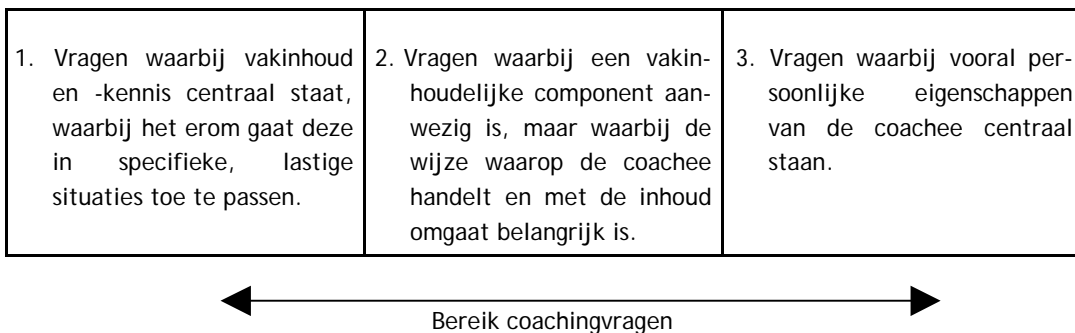 1. Vragen waarbij vakinhoud
en -kennis centraal staat,
waarbij het erom gaat deze
in specifieke, lastige
situaties toe te passen.
2. Vragen waarbij een vakin-
houdelijke component aan-
wezig is, maar waarbij de
wijze waarop de coachee
handelt en met de inhoud
omgaat belangrijk is.
3. Vragen waarbij vooral per-
soonlijke eigenschappen
van de coachee centraal
staan.
Bereik coachingvragen